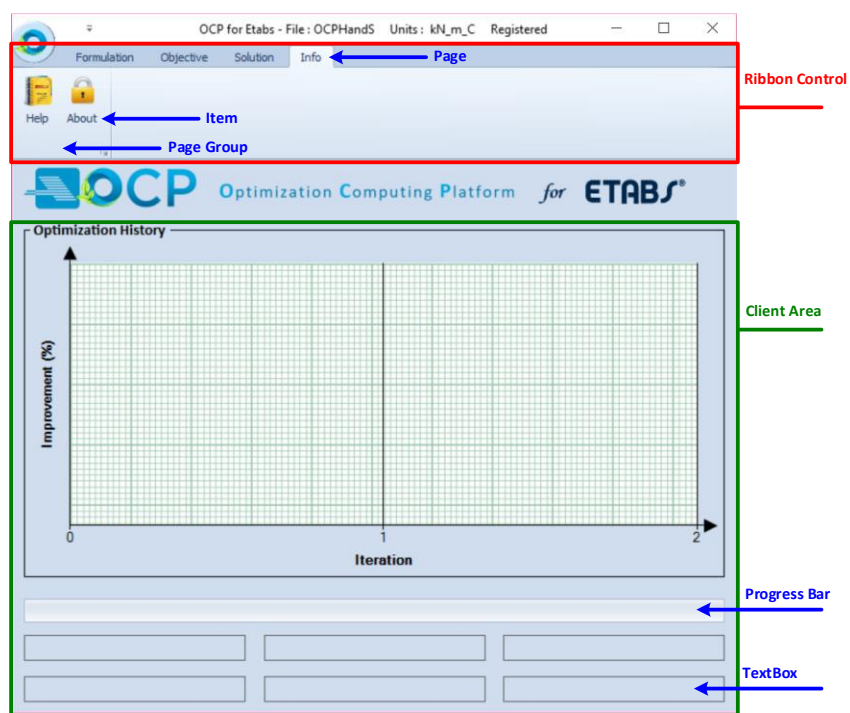 OCP for Etabs - File : OCPHandS Units : kN_m_C Registered
Formulation Objective Solution Info Page
Ribbon Control
Help About Item
Page Group
OCP Optimization Computing Platform for ETABS®
Optimization History
Client Area
Improvement (%)
0 1 2
Iteration
Progress Bar
TextBox